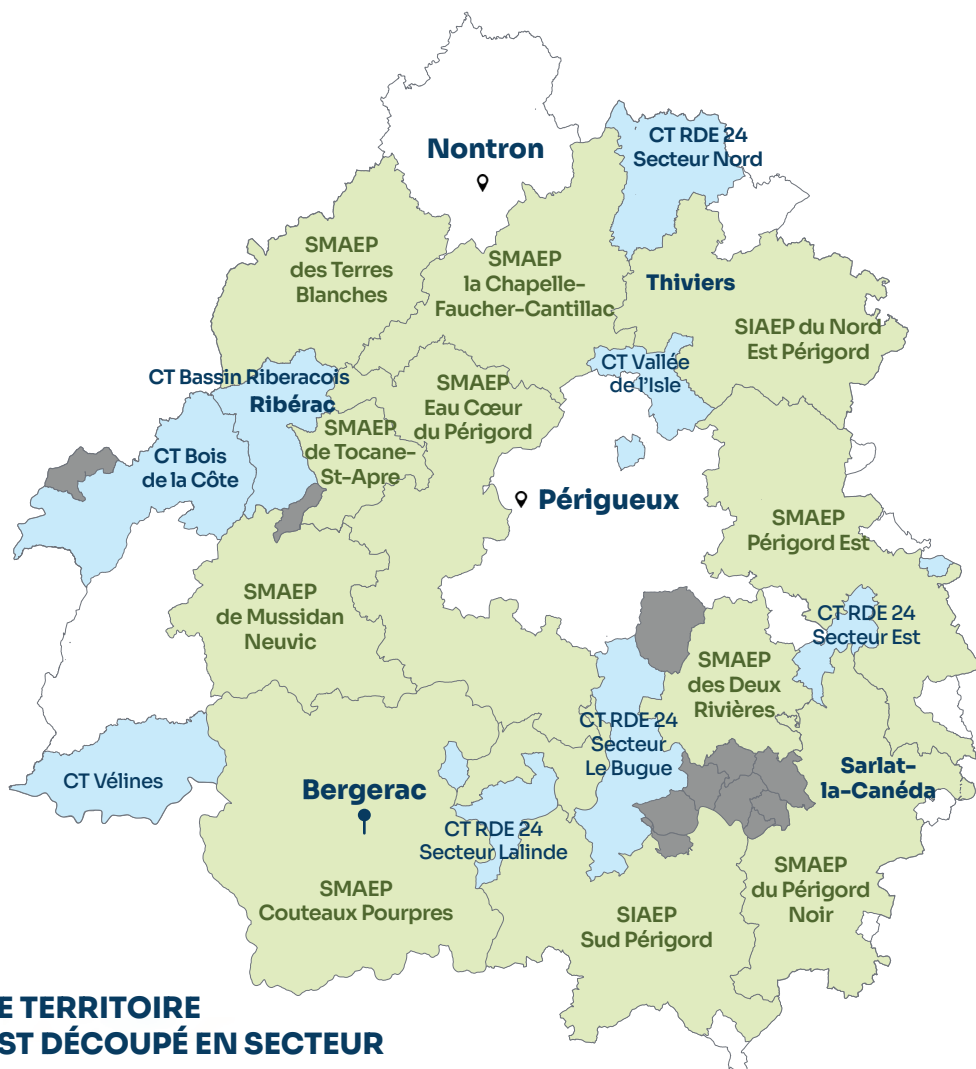 CT RDE 24
Secteur Nord
Nontron
SMAEP
des Terres
Blanches
SMAEP
la Chapelle-
Faucher-Cantillac
Thiviers
SIAEP du Nord
Est Périgord
CT Vallée
de l'Isle
CT Bassin Riberacois
Ribérac
SMAEP
Eau Cœur
du Périgord
SMAEP
de Tocane-
St-Apre
CT Bois
de la Côte
Périgueux
SMAEP
Périgord Est
SMAEP
de Mussidan
Neuvic
CT RDE 24
Secteur Est
SMAEP
des Deux
Rivières
CT RDE 24
Secteur
Le Bugue
CT Vélines
Bergerac
Sarlat-
la-Canéda
CT RDE 24
Secteur Lalinde
SMAEP
Couteaux Pourpres
SIAEP
Sud Périgord
SMAEP
du Périgord
Noir
E TERRITOIRE
ST DÉCOUPÉ EN SECTEUR